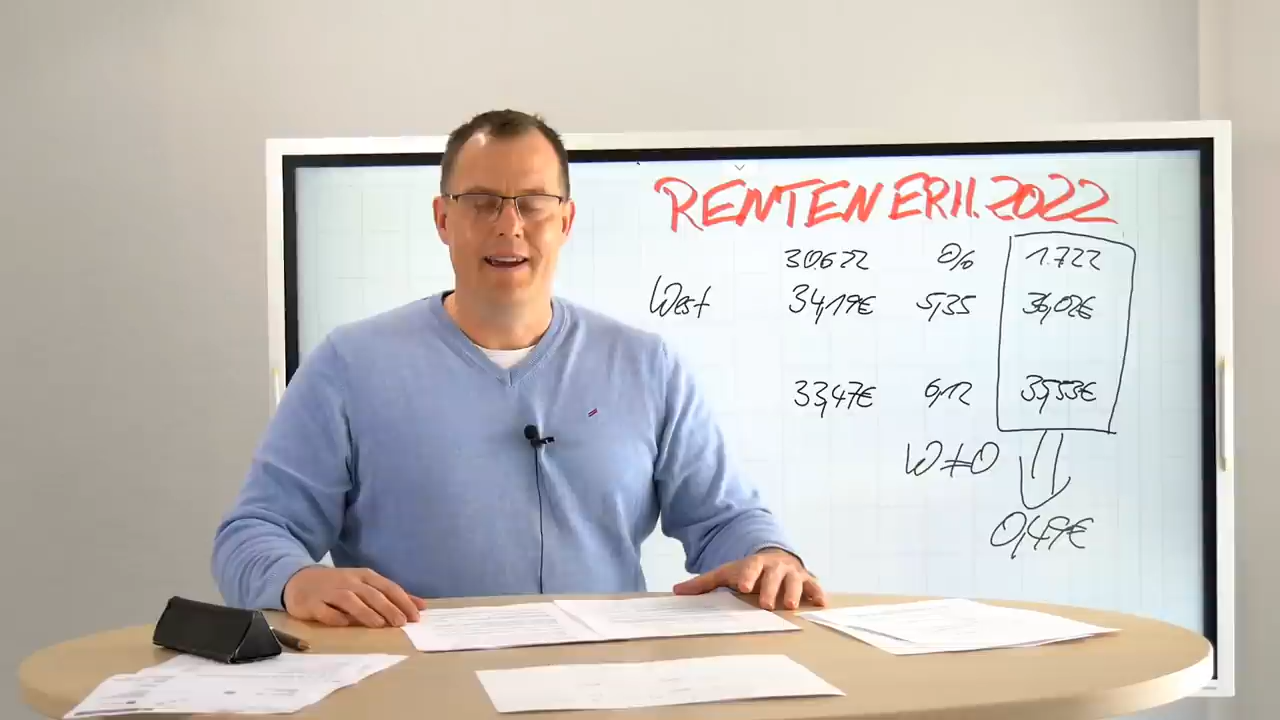 RENTENERH.2022
30.6.22 % 1.7.22
West 34,19€ 5,35 36,02€
33,47€ 6,12 35,53€
W≠O
0,49€